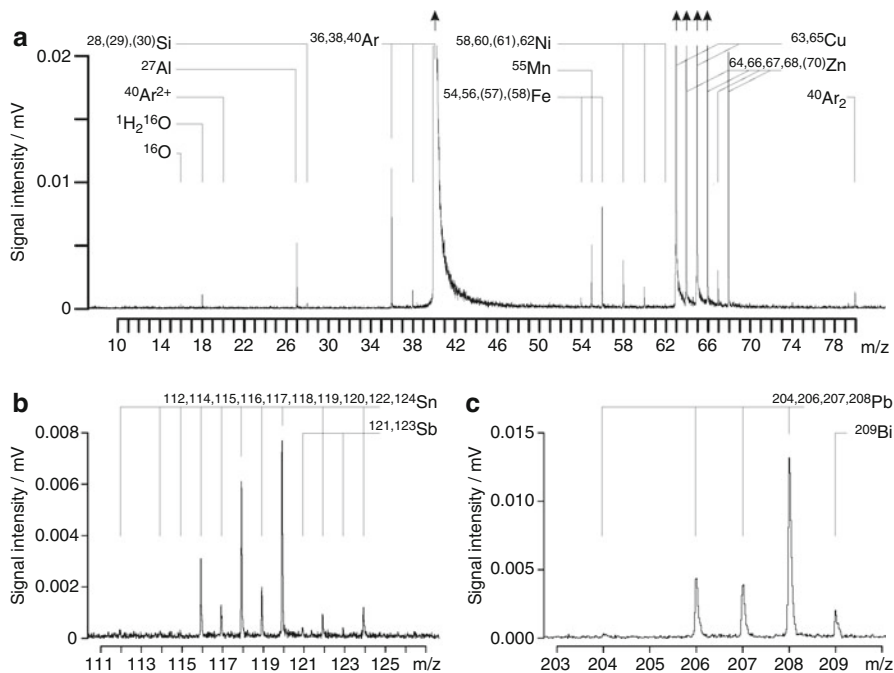 a
0.02
0.01
0
Signal intensity / mV
28,(29),(30)Si
27Al
40Ar2+
1H216O
16O
36,38,40Ar
58,60,(61),62Ni
55Mn
54,56,(57),(58)Fe
63,65Cu
64,66,67,68,(70)Zn
40Ar2
10 14 18 22 26 30 34 38 42 46 50 54 58 62 66 70 74 78 m/z
b
112,114,115,116,117,118,119,120,122,124Sn
121,123Sb
0.008
0.006
0.004
0.002
0
Signal intensity / mV
111 113 115 117 119 121 123 125 m/z
c
204,206,207,208Pb
209Bi
0.015
0.010
0.005
0.000
Signal intensity / mV
203 204 205 206 207 208 209 m/z